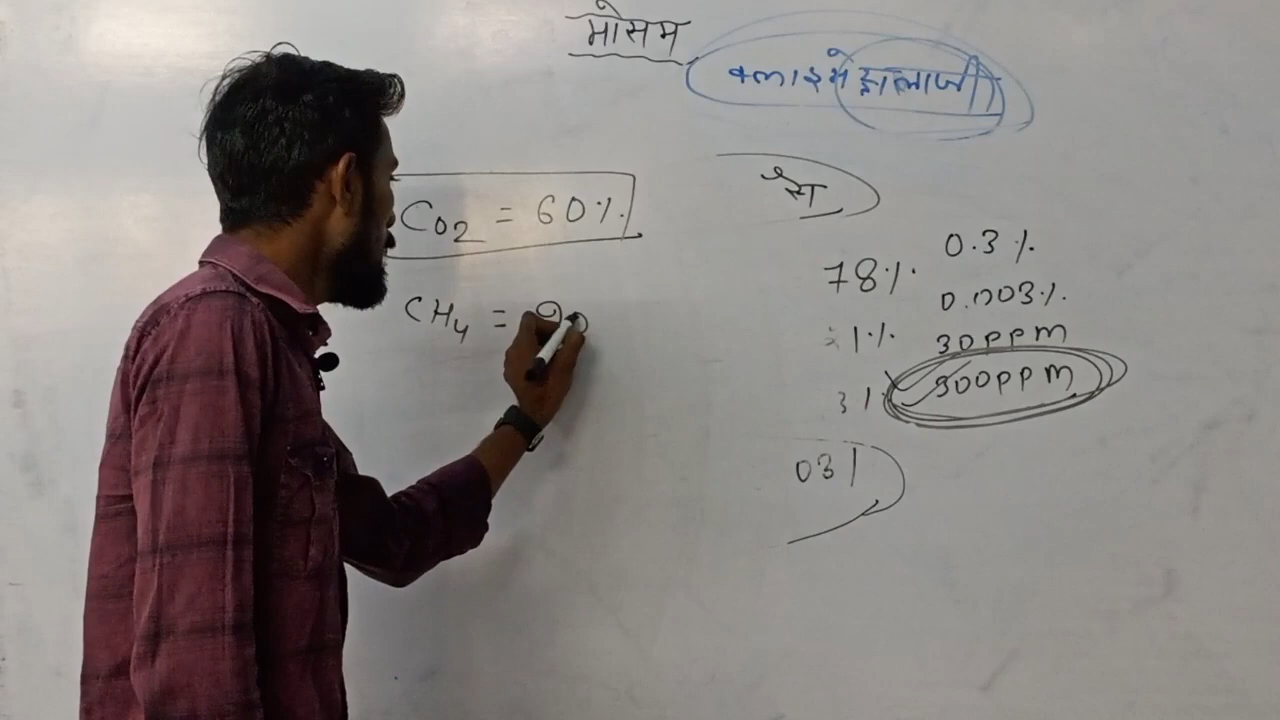 मोसम
क्लाइमेटालाजी
CO2 = 60%.
CH4 =
78%.
0.3%.
0.003%.
1%.
30ppm
300ppm
31
031